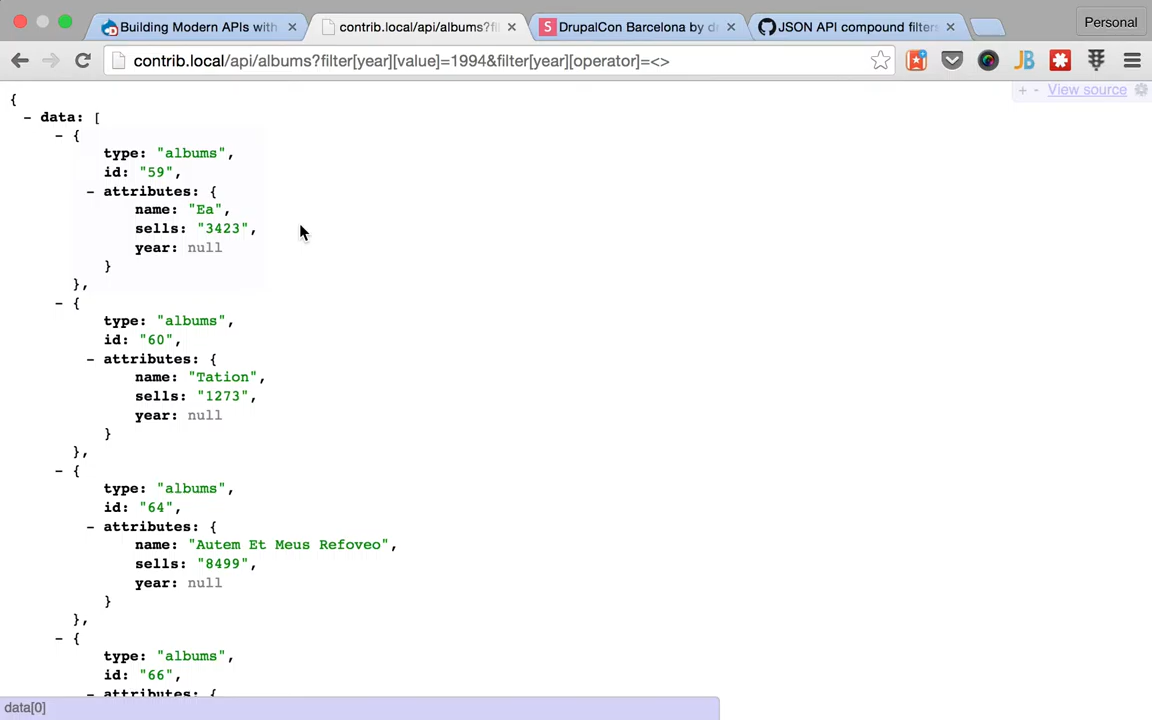 Building Modern APIs with
contrib.local/api/albums?fi
DrupalCon Barcelona by d
JSON API compound filters
Personal
contrib.local/api/albums?filter[year][value]=1994&filter[year][operator]=<>
+ - View source
{
- data: [
- {
type: "albums",
id: "59",
- attributes: {
name: "Ea",
sells: "3423",
year: null
}
},
- {
type: "albums",
id: "60",
- attributes: {
name: "Tation",
sells: "1273",
year: null
}
},
- {
type: "albums",
id: "64",
- attributes: {
name: "Autem Et Meus Refoveo",
sells: "8499",
year: null
}
},
- {
type: "albums",
id: "66",
- attributes: {
data[0]